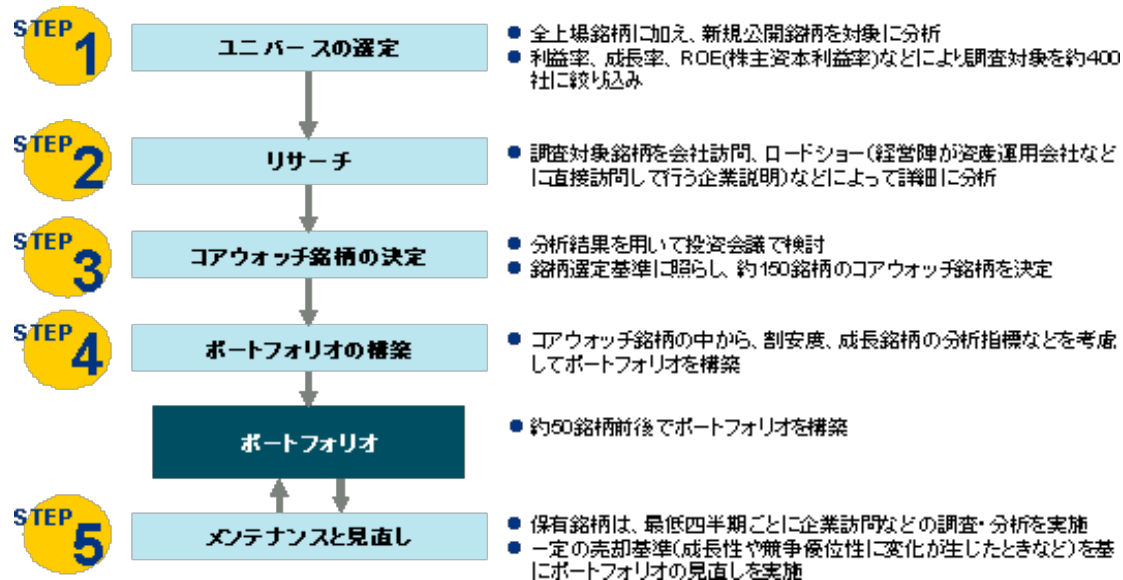 STEP 1
ユニバースの選定
● 全上場銘柄に加え、新規公開銘柄を対象に分析
● 利益率、成長率、ROE(株主資本利益率)などにより調査対象を約400
社に絞り込み
STEP 2
リサーチ
● 調査対象銘柄を会社訪問、ロードショー(経営陣が資産運用会社など
に直接訪問して行う企業説明)などによって詳細に分析
STEP 3
コアウォッチ銘柄の決定
● 分析結果を用いて投資会議で検討
● 銘柄選定基準に照らし、約150銘柄のコアウォッチ銘柄を決定
STEP 4
ポートフォリオの構築
● コアウォッチ銘柄の中から、割安度、成長銘柄の分析指標などを考慮
してポートフォリオを構築
ポートフォリオ
● 約50銘柄前後でポートフォリオを構築
STEP 5
メンテナンスと見直し
● 保有銘柄は、最低四半期ごとに企業訪問などの調査・分析を実施
● 一定の売却基準(成長性や競争優位性に変化が生じたときなど)を基
にポートフォリオの見直しを実施